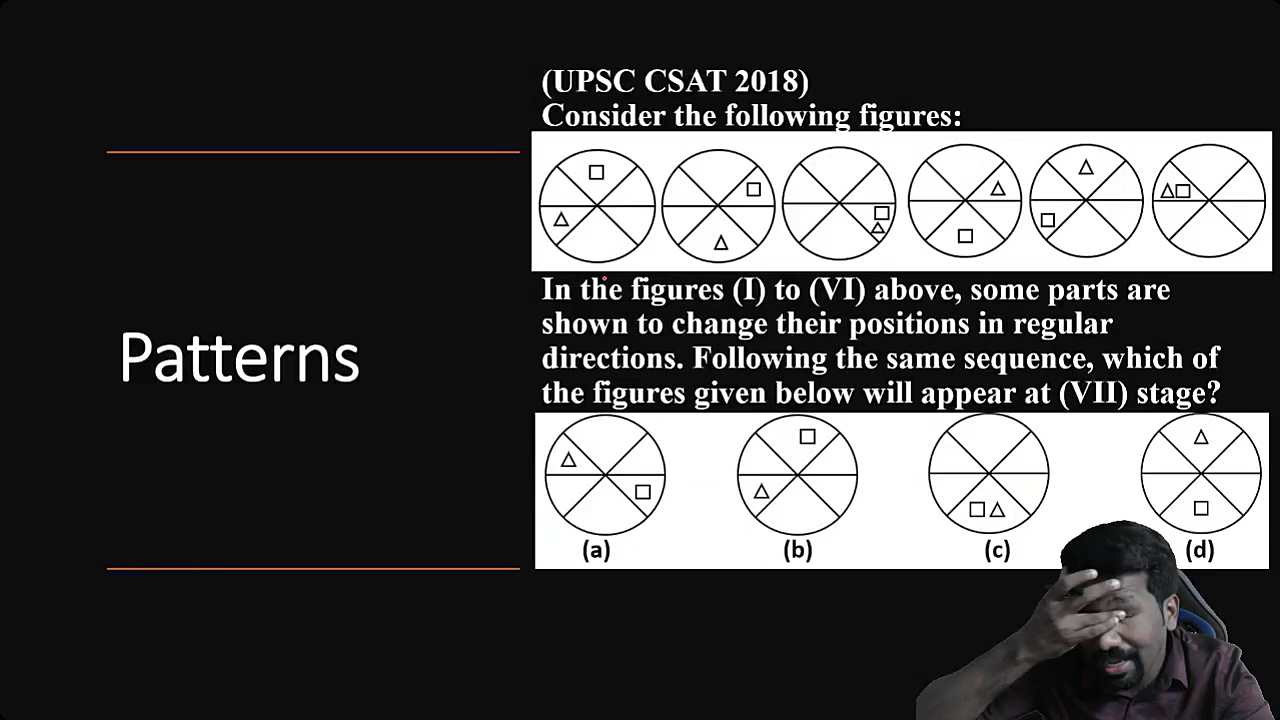 (UPSC CSAT 2018)
Consider the following figures:
In the figures (I) to (VI) above, some parts are
shown to change their positions in regular
directions. Following the same sequence, which of
the figures given below will appear at (VII) stage?
Patterns
(a) (b) (c) (d)